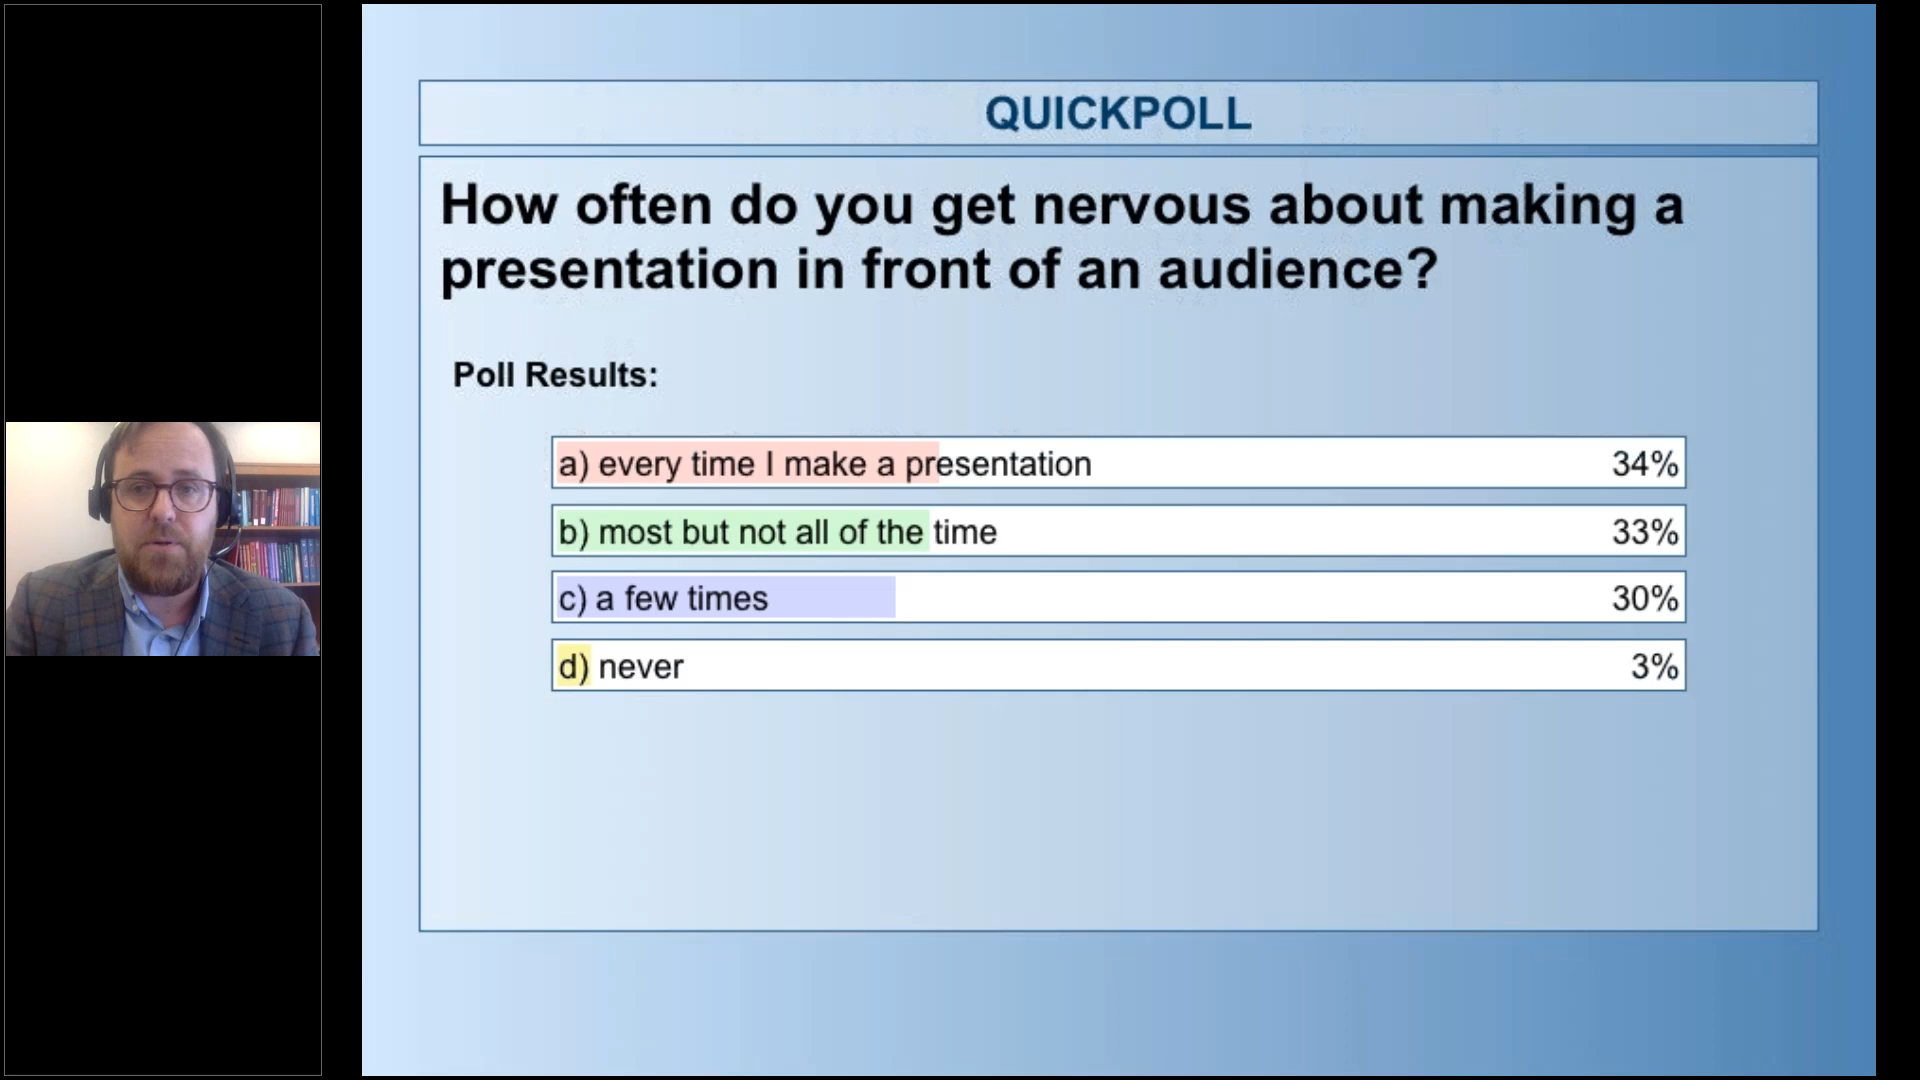 QUICKPOLL
How often do you get nervous about making a
presentation in front of an audience?
Poll Results:
a) every time I make a presentation 34%
b) most but not all of the time 33%
c) a few times 30%
d) never 3%